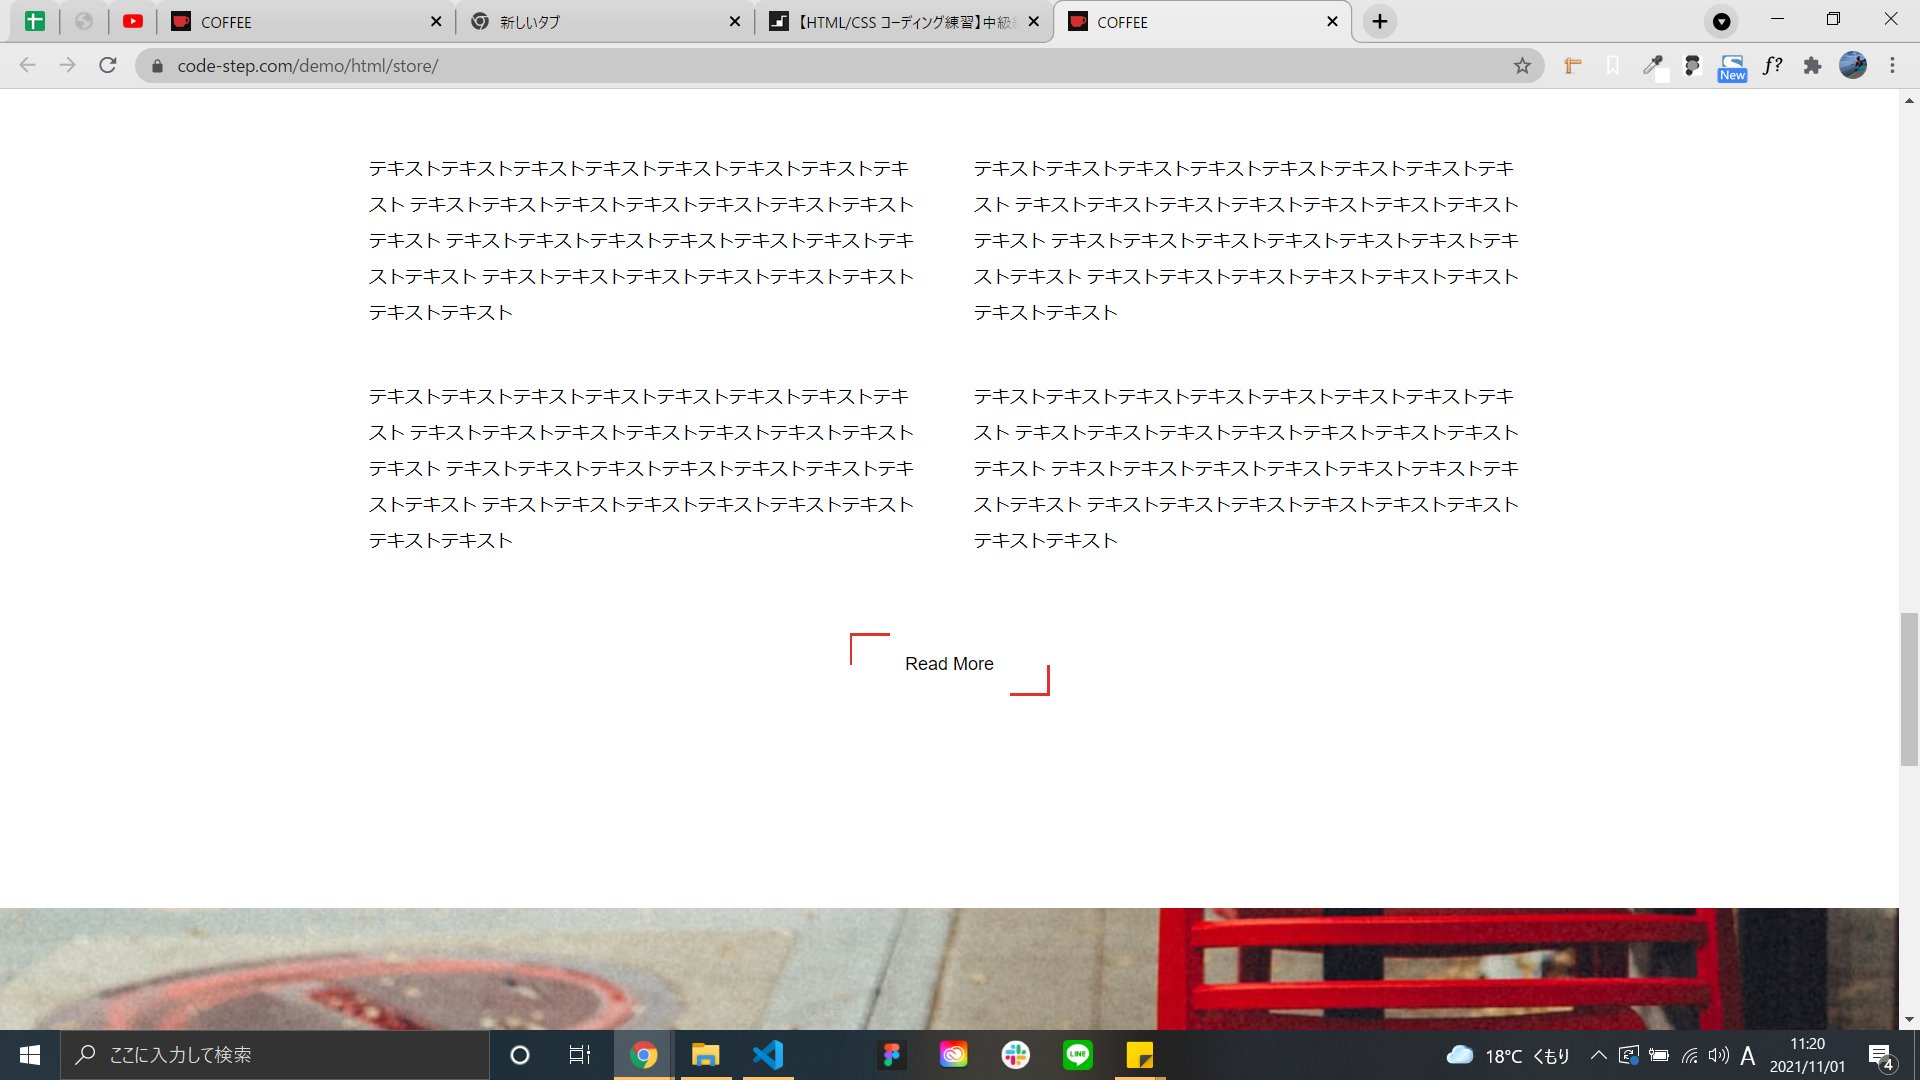 COFFEE
新しいタブ
【HTML/CSS コーディング練習】中級
COFFEE
code-step.com/demo/html/store/
New
f?
テキストテキストテキストテキストテキストテキストテキストテキ
スト テキストテキストテキストテキストテキストテキストテキスト
テキスト テキストテキストテキストテキストテキストテキストテキ
ストテキスト テキストテキストテキストテキストテキストテキスト
テキストテキスト
テキストテキストテキストテキストテキストテキストテキストテキ
スト テキストテキストテキストテキストテキストテキストテキスト
テキスト テキストテキストテキストテキストテキストテキストテキ
ストテキスト テキストテキストテキストテキストテキストテキスト
テキストテキスト
テキストテキストテキストテキストテキストテキストテキストテキ
スト テキストテキストテキストテキストテキストテキストテキスト
テキスト テキストテキストテキストテキストテキストテキストテキ
ストテキスト テキストテキストテキストテキストテキストテキスト
テキストテキスト
テキストテキストテキストテキストテキストテキストテキストテキ
スト テキストテキストテキストテキストテキストテキストテキスト
テキスト テキストテキストテキストテキストテキストテキストテキ
ストテキスト テキストテキストテキストテキストテキストテキスト
テキストテキスト
Read More
ここに入力して検索
LINE
18°C くもり
A
11:20
2021/11/01
4